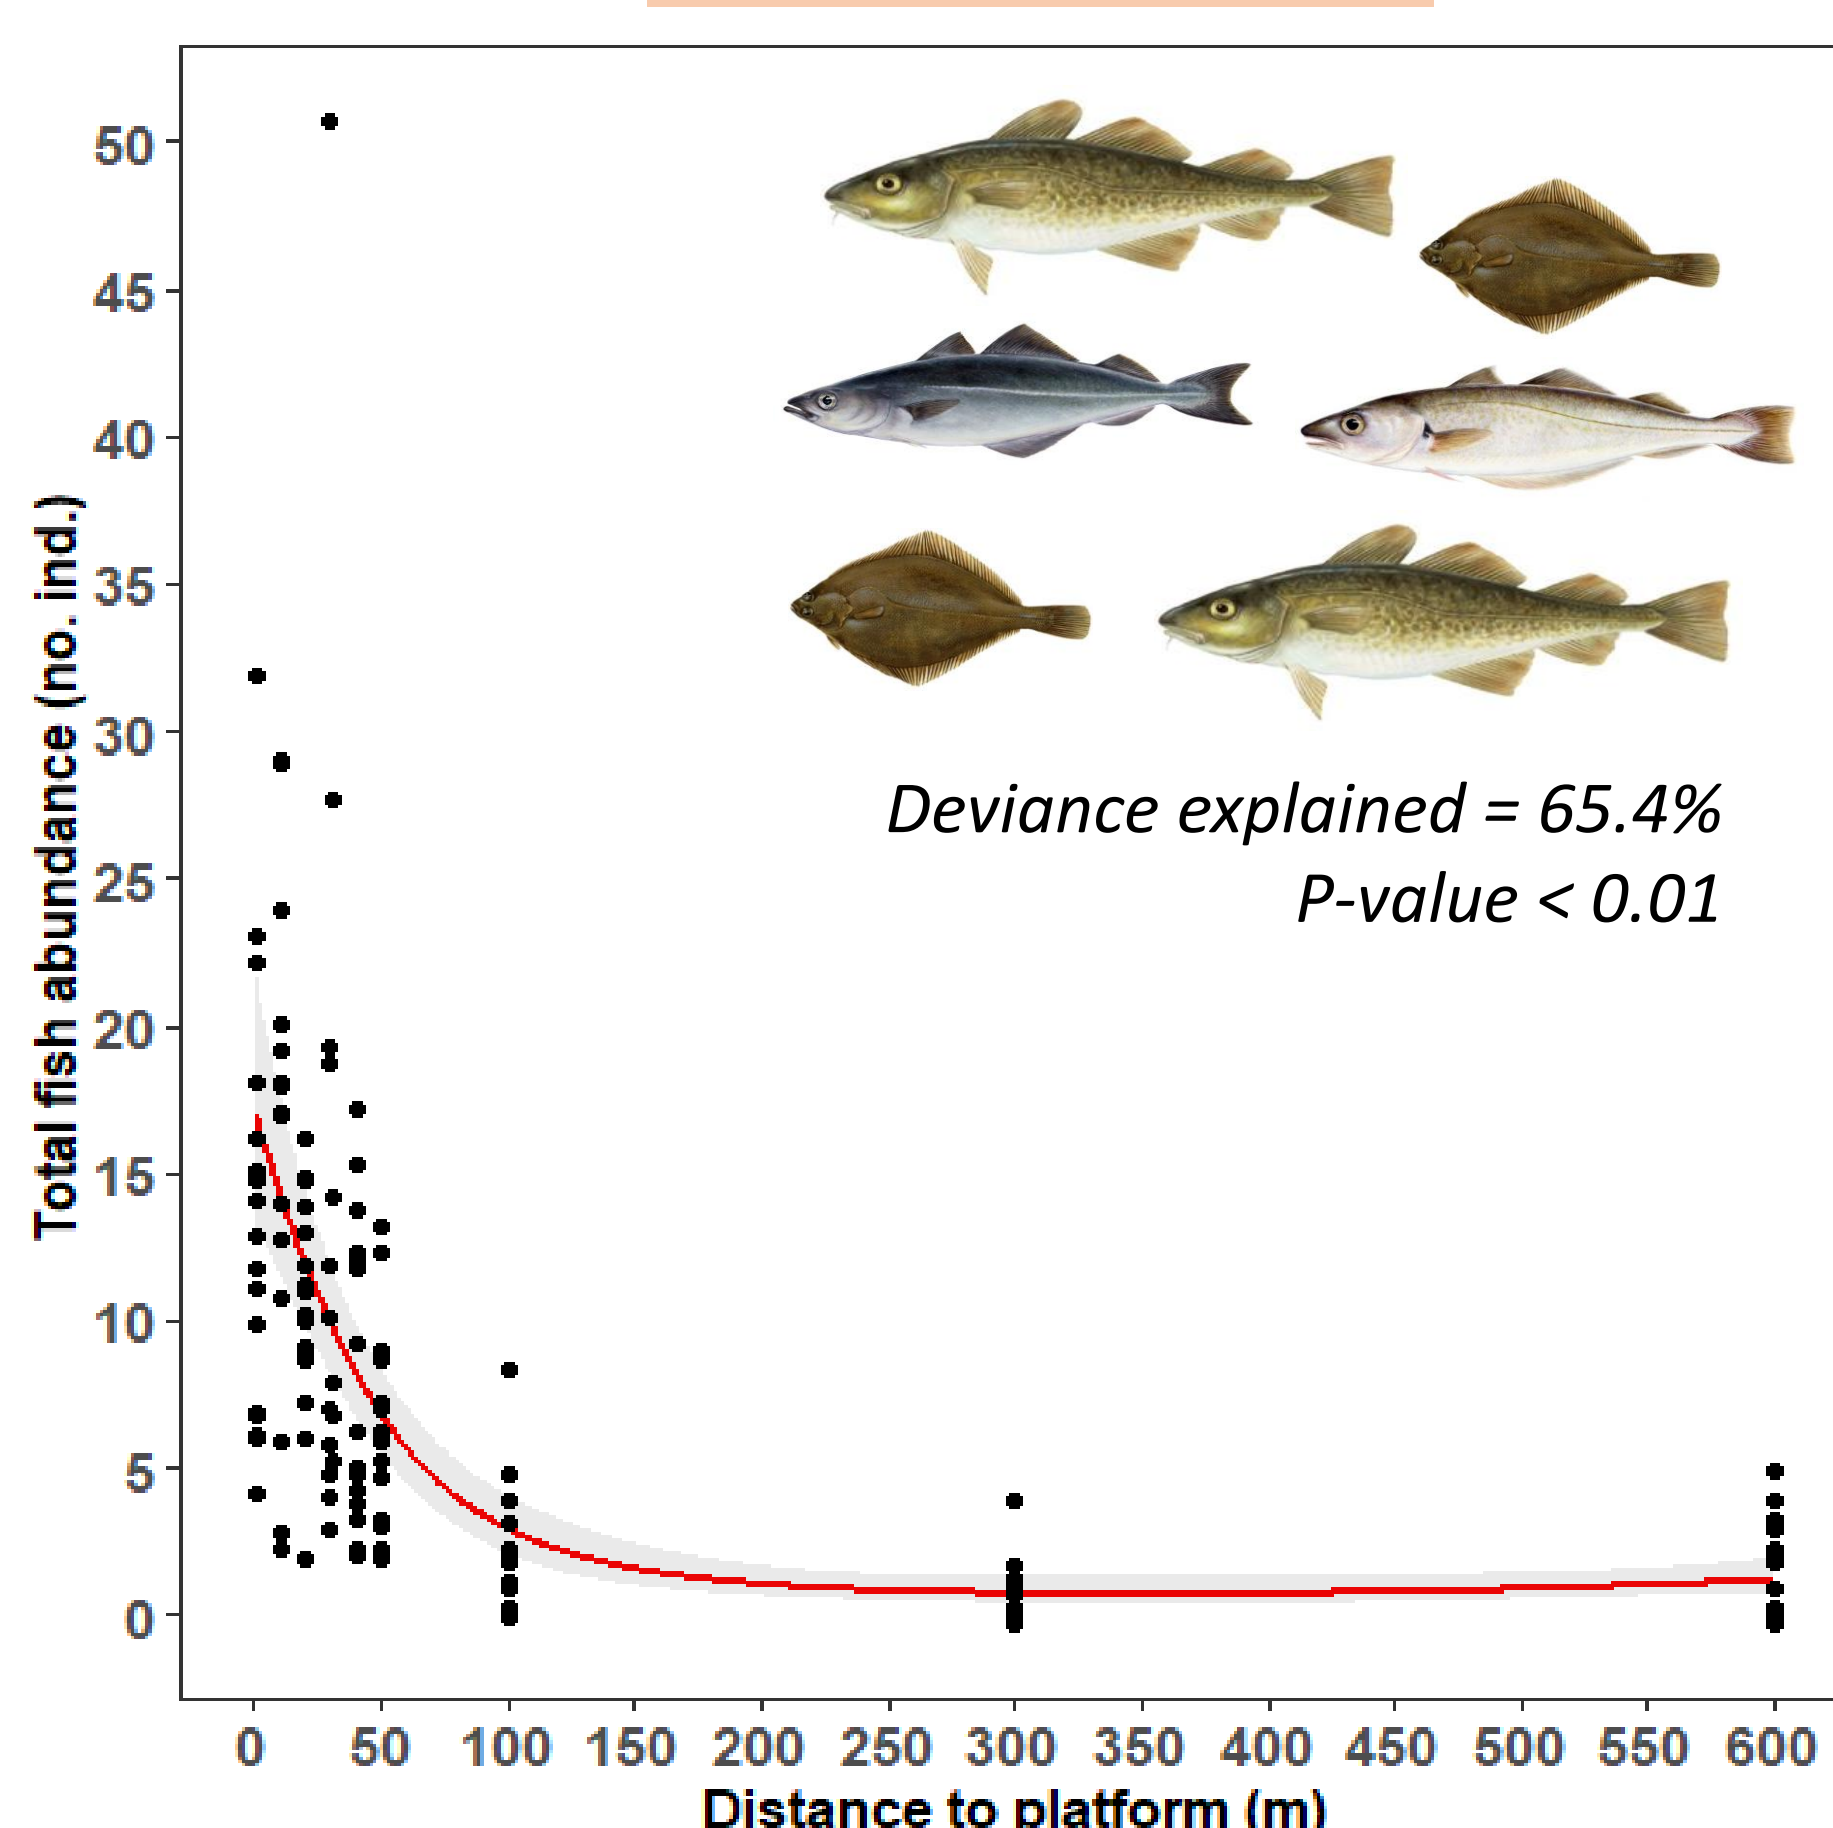 50
45
40
35
30
25
20
15
10
5
0
Total fish abundance (no. ind.)
Deviance explained = 65.4%
P-value < 0.01
0 50 100 150 200 250 300 350 400 450 500 550 600
Distance to platform (m)